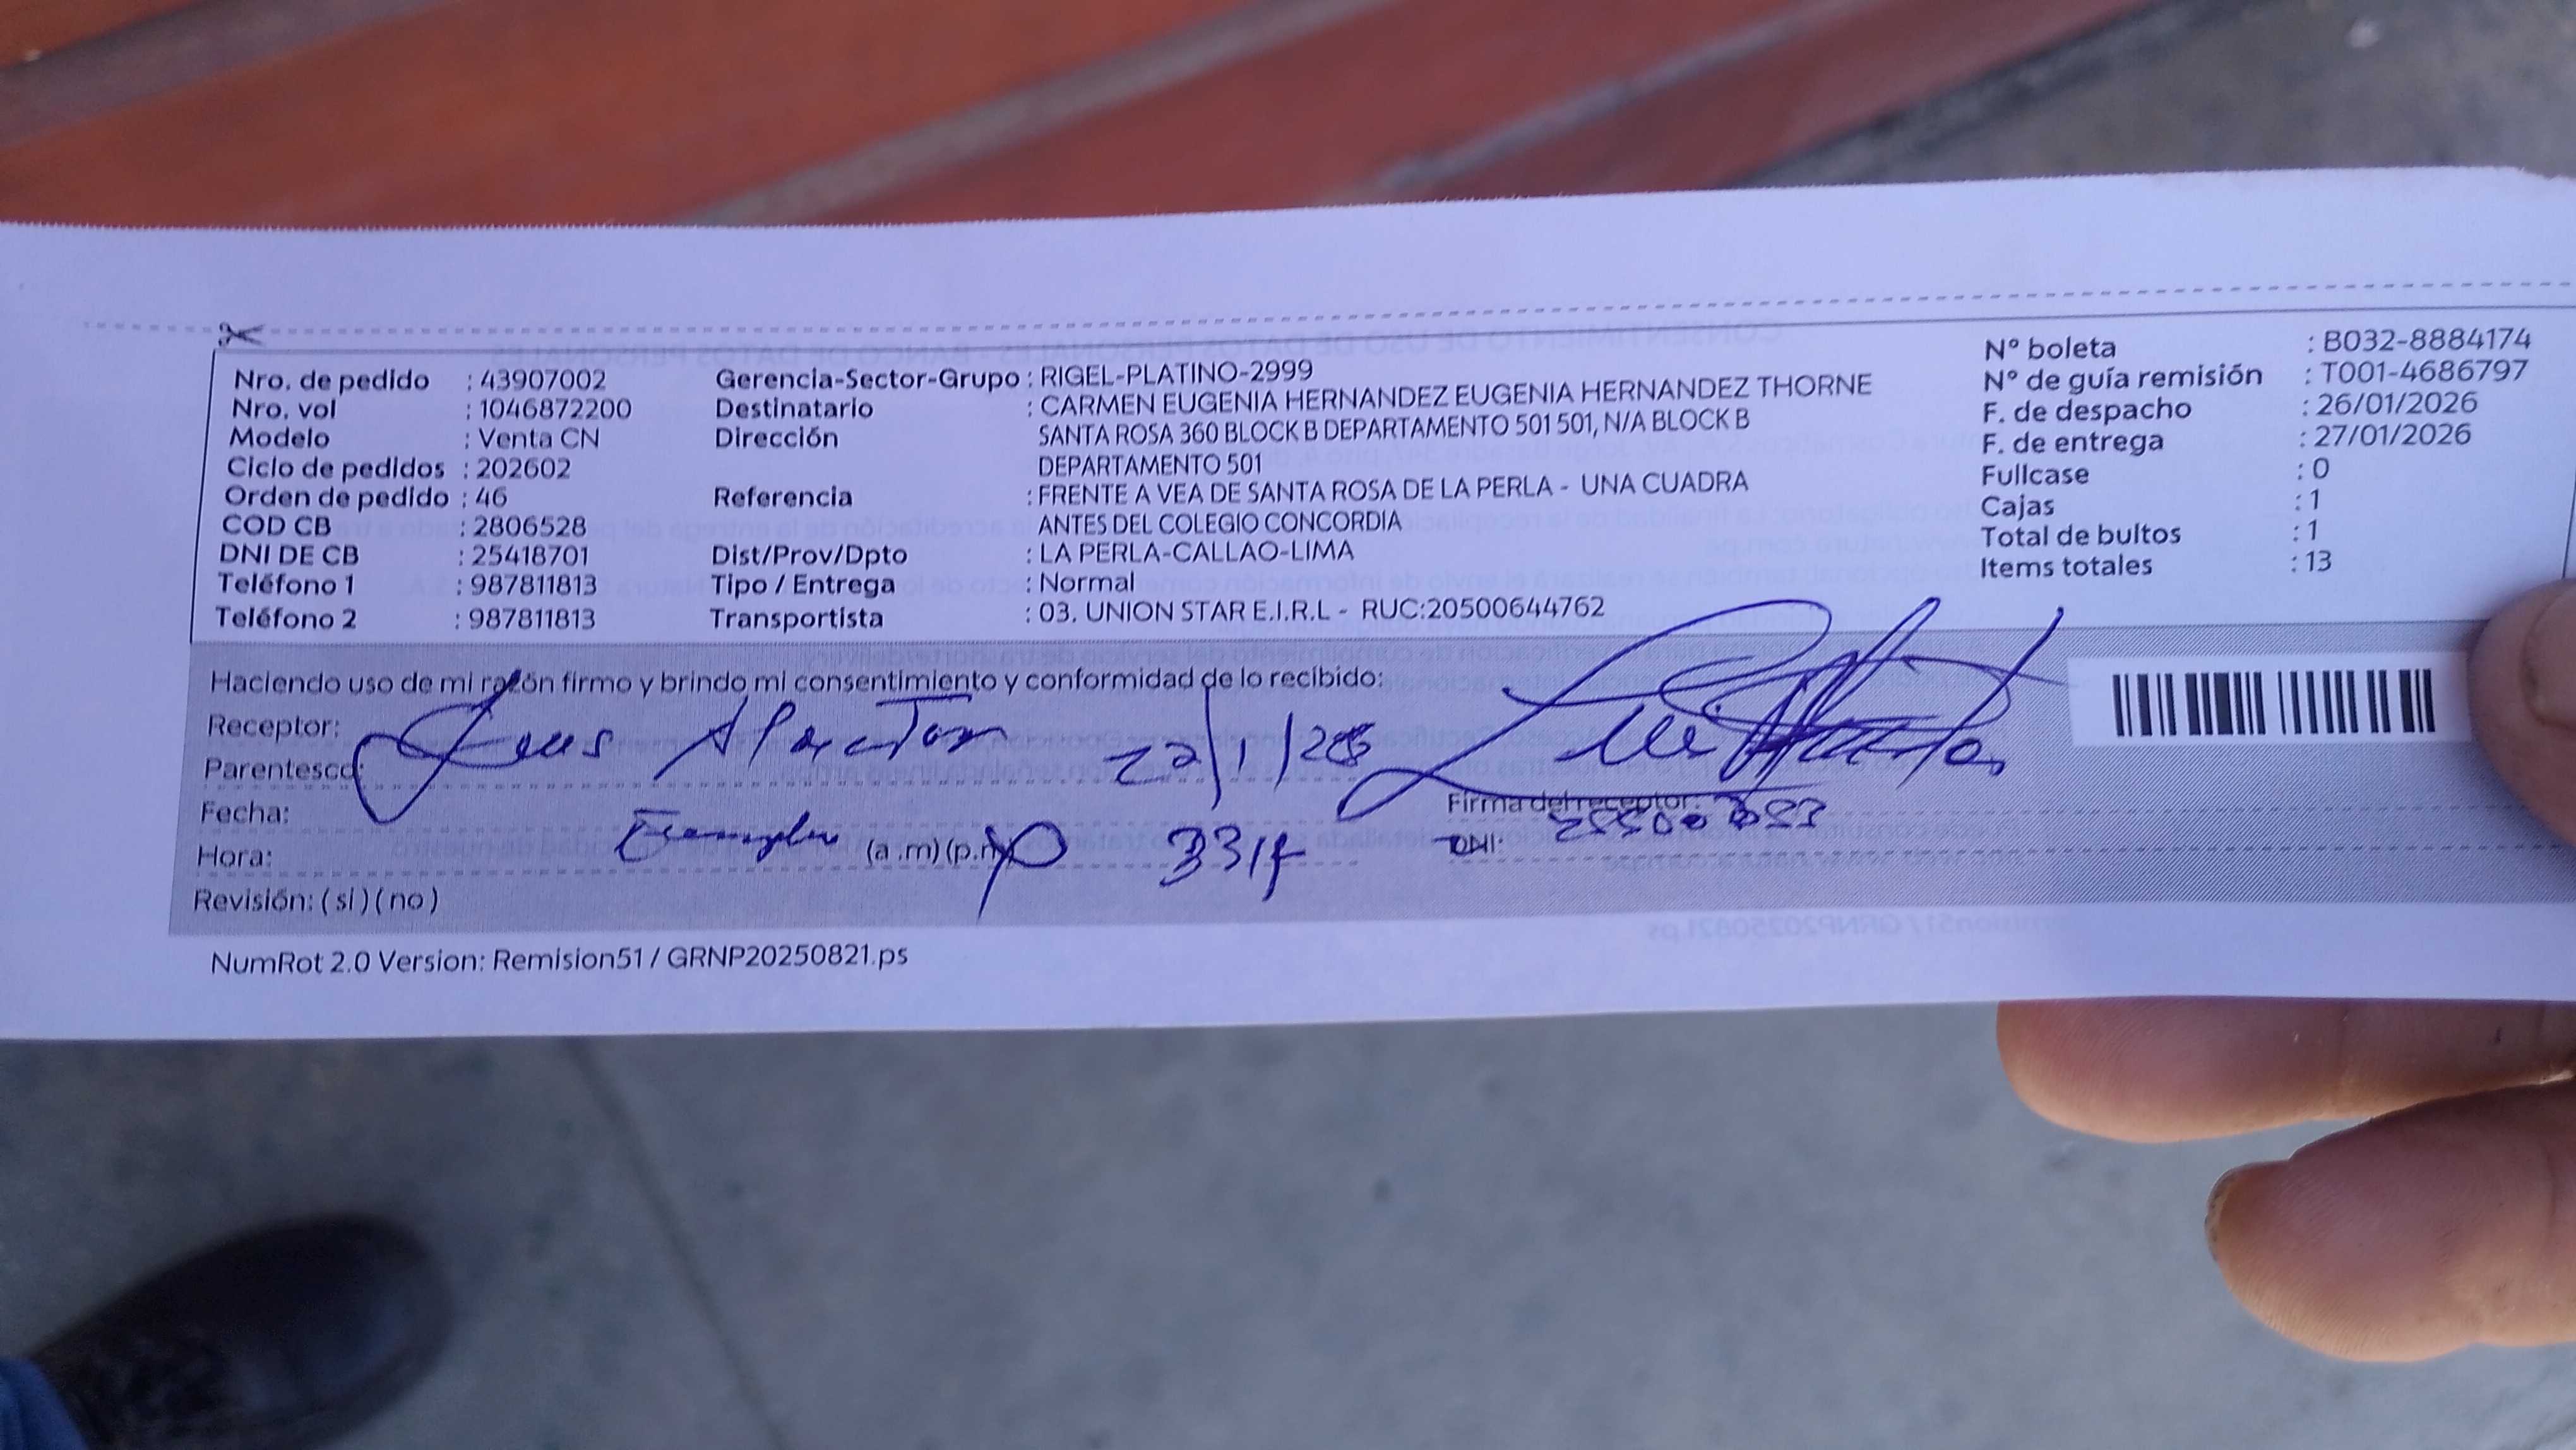 Nro. de pedido : 43907002
Nro. vol : 1046872200
Modelo : Venta CN
Ciclo de pedidos : 202602
Orden de pedido : 46
COD CB : 2806528
DNI DE CB : 25418701
Teléfono 1 : 987811813
Teléfono 2 : 987811813
Gerencia-Sector-Grupo : RIGEL-PLATINO-2999
Destinatario : CARMEN EUGENIA HERNANDEZ EUGENIA HERNANDEZ THORNE
Dirección SANTA ROSA 360 BLOCK B DEPARTAMENTO 501 501, N/A BLOCK B
DEPARTAMENTO 501
Referencia : FRENTE A VEA DE SANTA ROSA DE LA PERLA - UNA CUADRA
ANTES DEL COLEGIO CONCORDIA
Dist/Prov/Dpto : LA PERLA-CALLAO-LIMA
Tipo / Entrega : Normal
Transportista : 03. UNION STAR E.I.R.L - RUC:20500644762
N° boleta : B032-8884174
N° de guía remisión : T001-4686797
F. de despacho : 26/01/2026
F. de entrega : 27/01/2026
Fullcase : 0
Cajas : 1
Total de bultos : 1
Items totales : 13
Haciendo uso de mi razón firmo y brindo mi consentimiento y conformidad de lo recibido:
Receptor:
Parentesco:
Fecha:
Firma del receptor:
Hora: (a.m) (p.m) 331f
DNI:
Revisión: ( si ) ( no )
NumRot 2.0 Version: Remision51 / GRNP20250821.ps